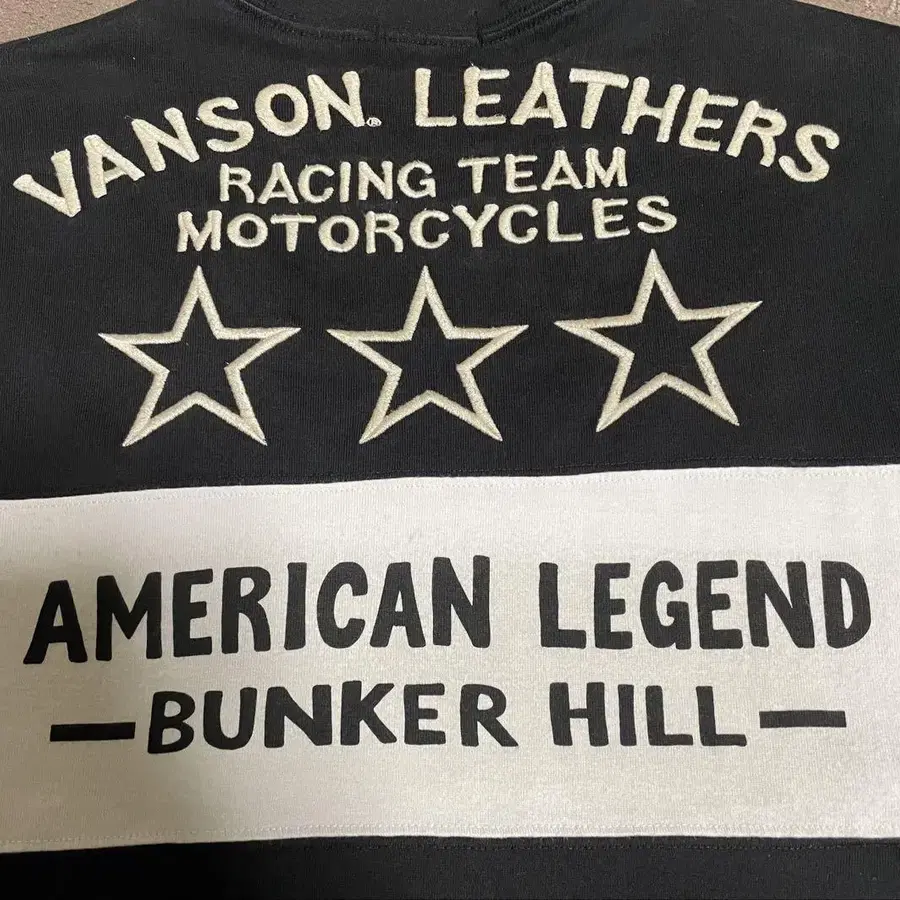 VANSON® LEATHERS
RACING TEAM
MOTORCYCLES
AMERICAN LEGEND
—BUNKER HILL—